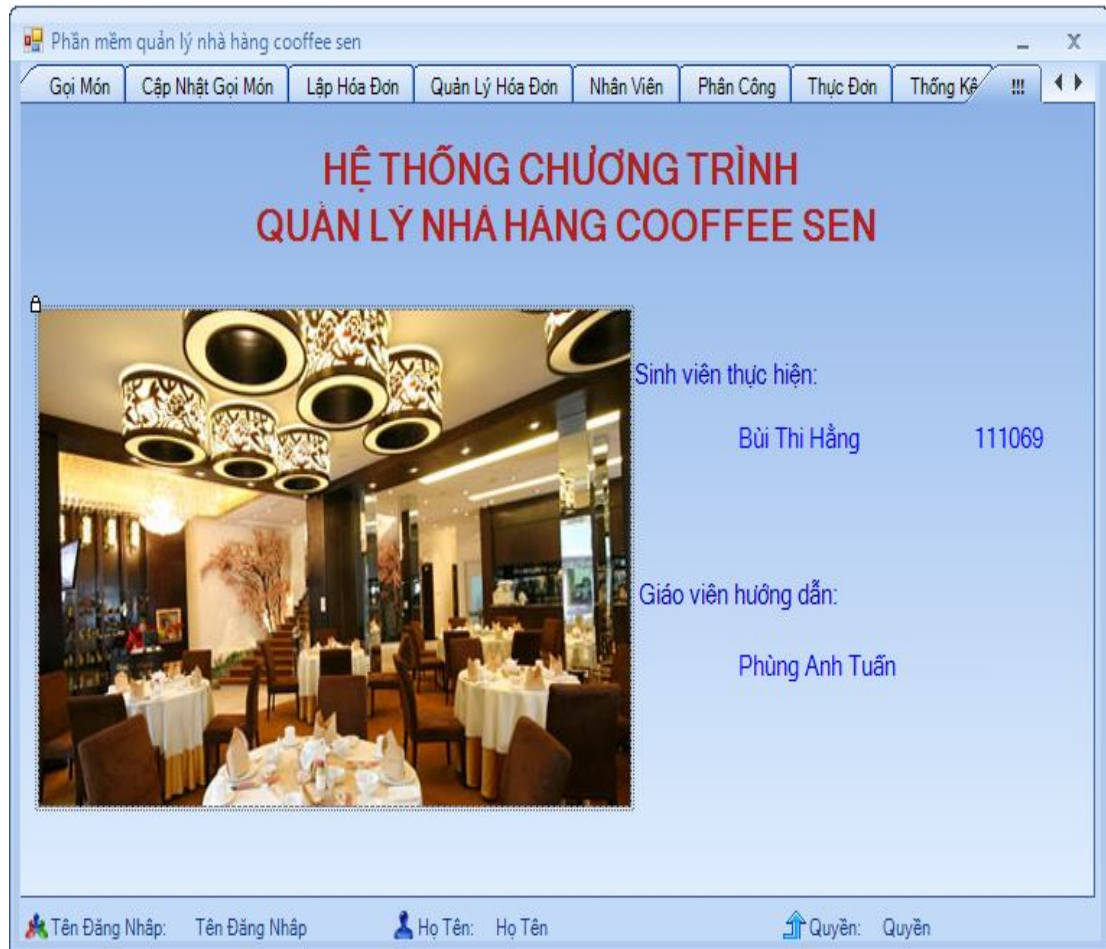 Phần mềm quản lý nhà hàng cooffee sen
Gọi Món Cập Nhật Gọi Món Lập Hóa Đơn Quản Lý Hóa Đơn Nhân Viên Phân Công Thực Đơn Thống Kê !!!
HỆ THỐNG CHƯƠNG TRÌNH
QUẢN LÝ NHÀ HÀNG COOFFEE SEN
Sinh viên thực hiện:
Bùi Thi Hằng 111069
Giáo viên hướng dẫn:
Phùng Anh Tuấn
Tên Đăng Nhâp: Tên Đăng Nhâp Họ Tên: Họ Tên Quyền: Quyền